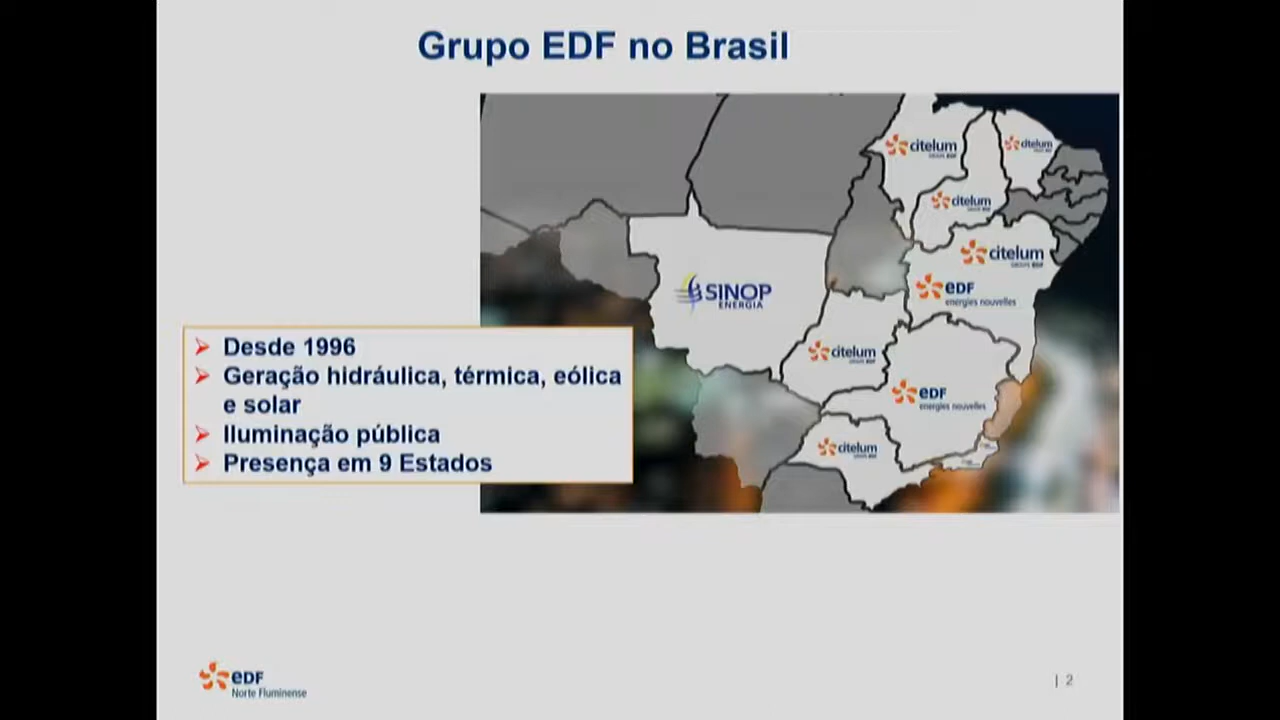 Grupo EDF no Brasil
citelum
citelum
citelum
citelum
SINOP
ENERGIA
eDF
energies nouvelles
citelum
eDF
energies nouvelles
citelum
Desde 1996
Geração hidráulica, térmica, eólica
e solar
Iluminação pública
Presença em 9 Estados
eDF
Norte Fluminense
| 2